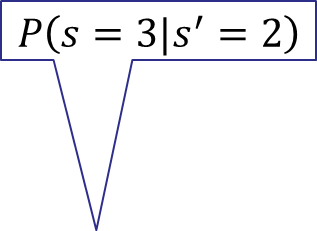 P(s = 3|s′ = 2)